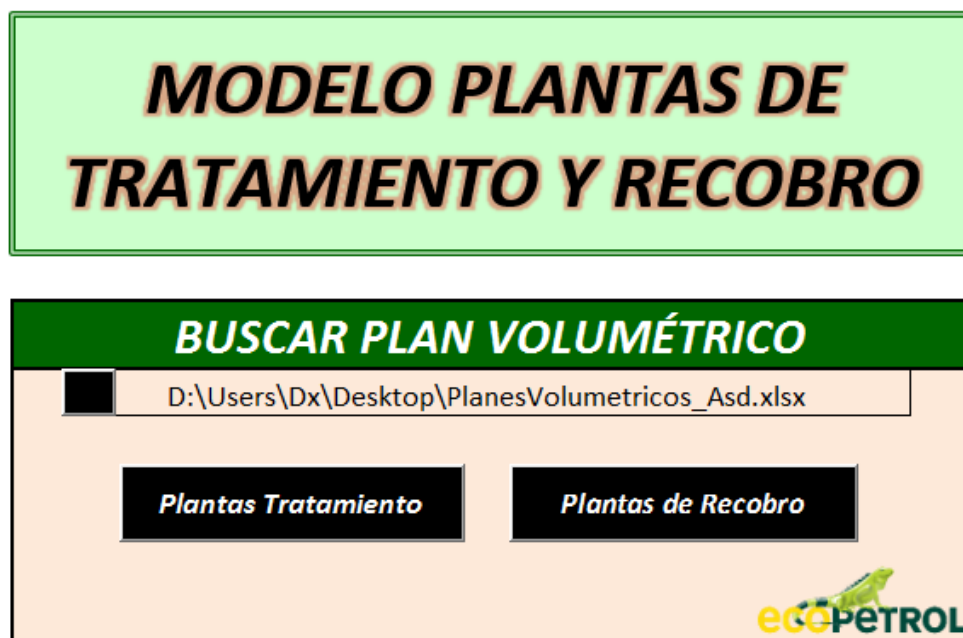 MODELO PLANTAS DE
TRATAMIENTO Y RECOBRO
BUSCAR PLAN VOLUMÉTRICO
D:\Users\Dx\Desktop\PlanesVolumetricos_Asd.xlsx
Plantas Tratamiento
Plantas de Recobro
ecoPeTROL